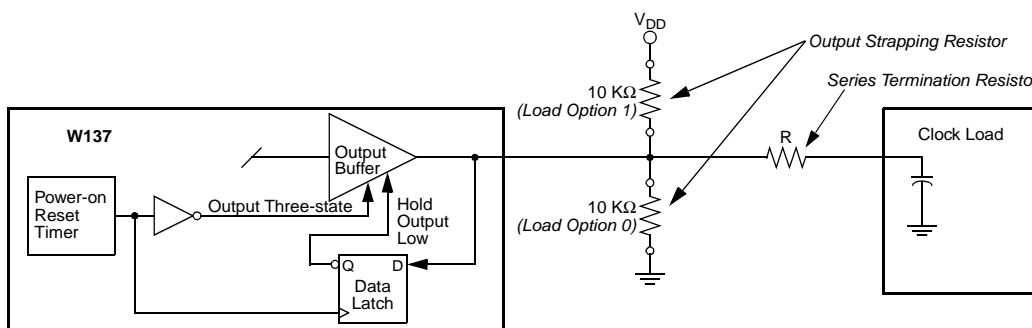 V_DD
Output Strapping Resistor
Series Termination Resisto
10 KΩ
(Load Option 1)
W137
Clock Load
R
Output
Buffer
Power-on
Reset
Timer
Output Three-state
Hold
Output
Low
10 KΩ
(Load Option 0)
Q D
Data
Latch